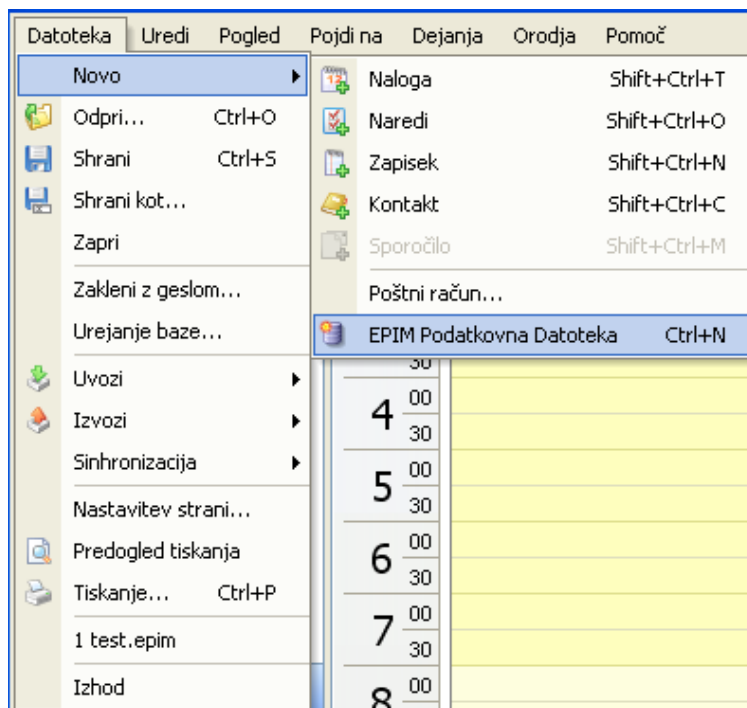 Datoteka Uredi Pogled Pojdi na Dejanja Orodja Pomoč
Novo
Odpri... Ctrl+O
Shrani Ctrl+S
Shrani kot...
Zapri
Zakleni z geslom...
Urejanje baze...
Uvozi
Izvozi
Sinhronizacija
Nastavitev strani...
Predogled tiskanja
Tiskanje... Ctrl+P
1 test.epim
Izhod
Naloga Shift+Ctrl+T
Naredi Shift+Ctrl+O
Zapisek Shift+Ctrl+N
Kontakt Shift+Ctrl+C
Sporočilo Shift+Ctrl+M
Poštni račun...
EPIM Podatkovna Datoteka Ctrl+N
30
4 00
30
5 00
30
6 00
30
7 00
30
8 00